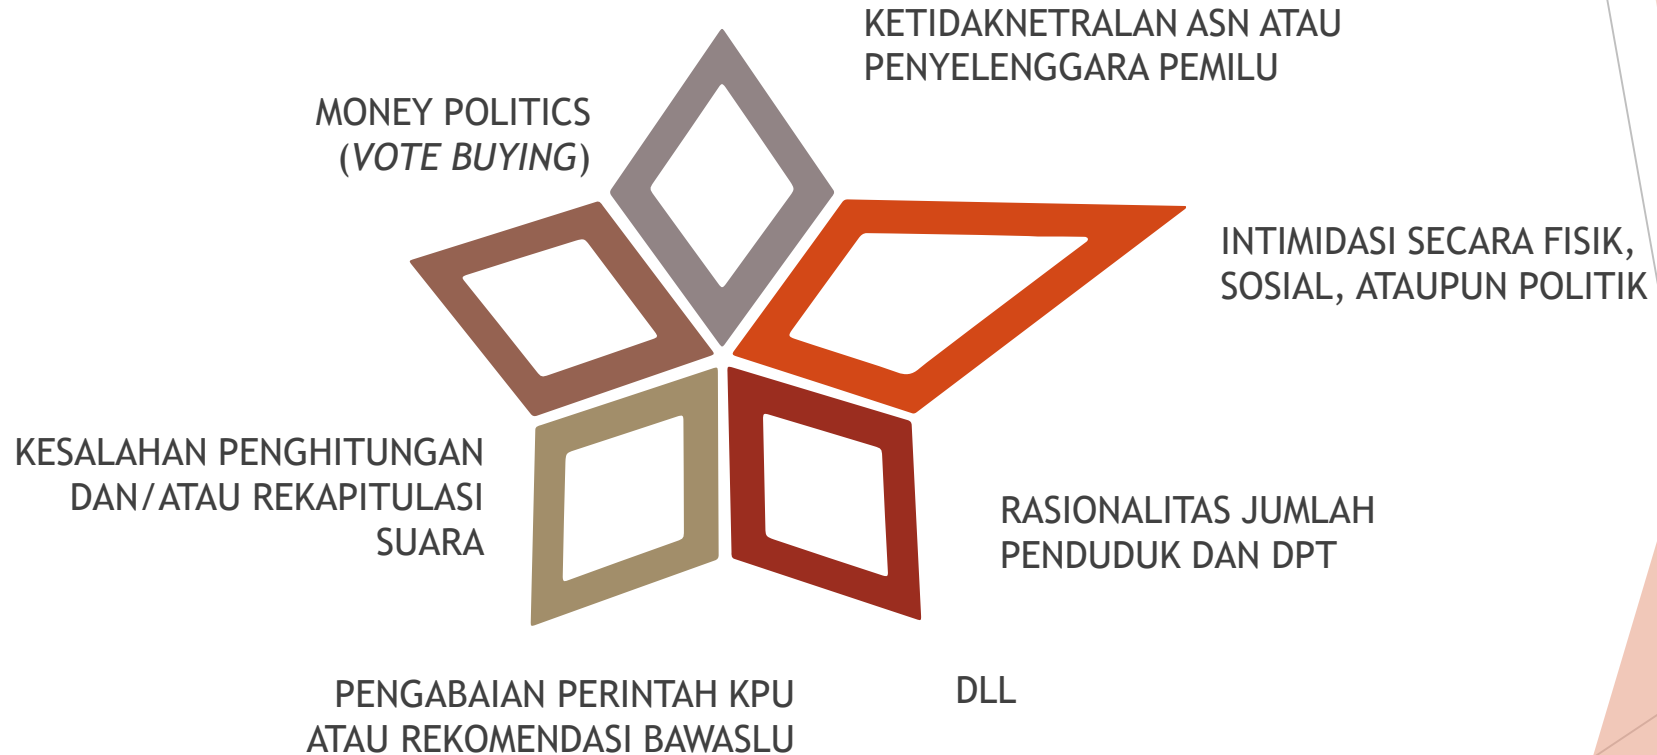 KETIDAKNETRALAN ASN ATAU
PENYELENGGARA PEMILU
MONEY POLITICS
(VOTE BUYING)
INTIMIDASI SECARA FISIK,
SOSIAL, ATAUPUN POLITIK
KESALAHAN PENGHITUNGAN
DAN/ATAU REKAPITULASI
SUARA
RASIONALITAS JUMLAH
PENDUDUK DAN DPT
PENGABAIAN PERINTAH KPU
ATAU REKOMENDASI BAWASLU
DLL